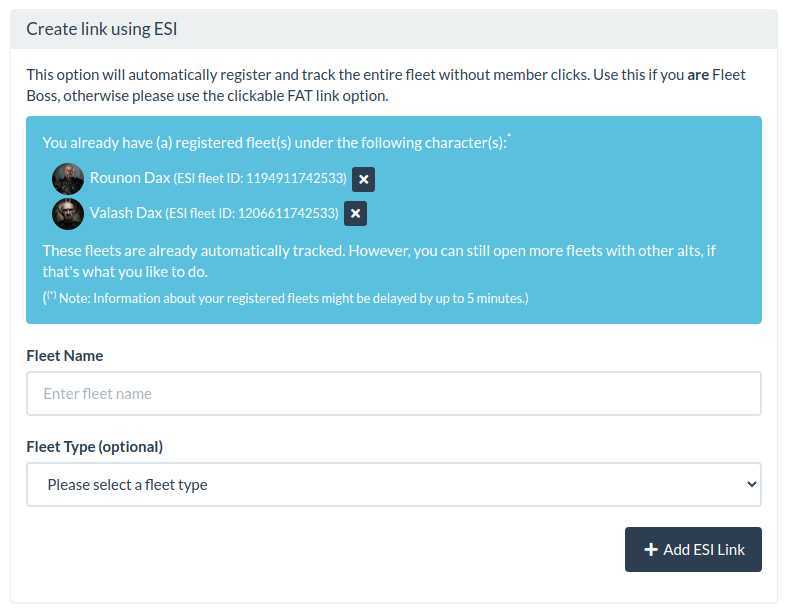 Create link using ESI
This option will automatically register and track the entire fleet without member clicks. Use this if you are Fleet
Boss, otherwise please use the clickable FAT link option.
You already have (a) registered fleet(s) under the following character(s):*
Rounon Dax (ESI fleet ID: 1194911742533)
Valash Dax (ESI fleet ID: 1206611742533)
These fleets are already automatically tracked. However, you can still open more fleets with other alts, if
that's what you like to do.
((*) Note: Information about your registered fleets might be delayed by up to 5 minutes.)
Fleet Name
Enter fleet name
Fleet Type (optional)
Please select a fleet type
Add ESI Link